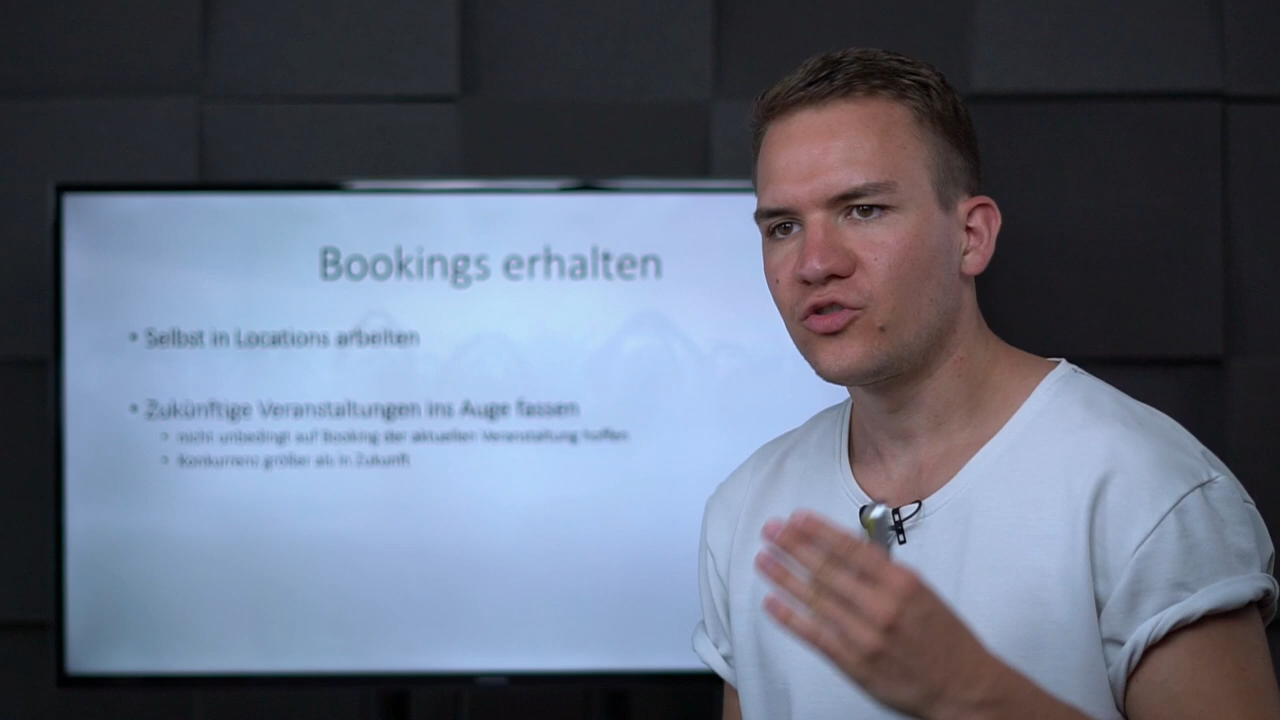 Bookings erhalten
• Selbst in Locations arbeiten
• Zukünftige Veranstaltungen ins Auge fassen
• nicht unbedingt auf Booking der aktuellen Veranstaltung hoffen
• Konkurrenz größer als in Zukunft